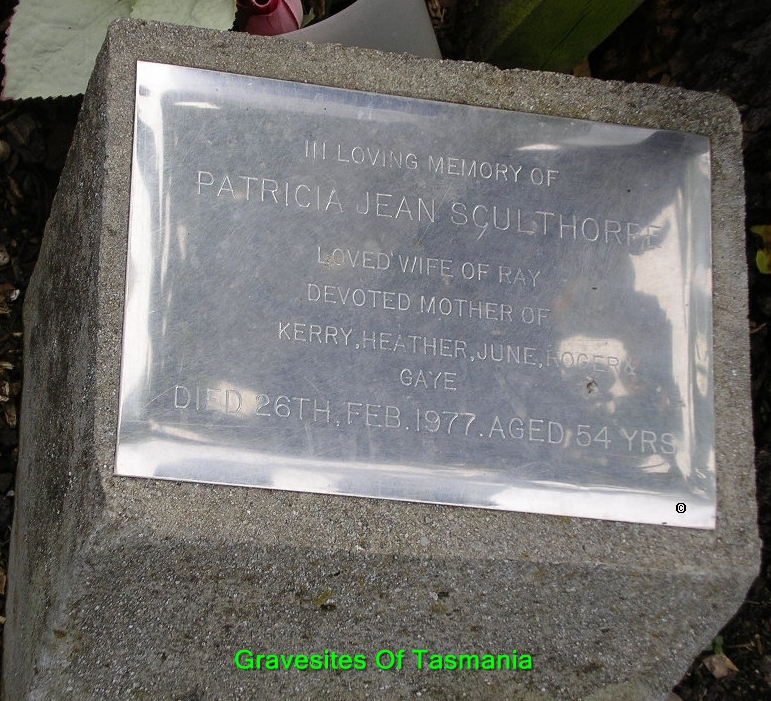 IN LOVING MEMORY OF
PATRICIA JEAN SCULTHORPE
LOVED WIFE OF RAY
DEVOTED MOTHER OF
KERRY,HEATHER,JUNE,ROGER&
GAYE
DIED 26TH.FEB.1977.AGED 54 YRS
©
Gravesites Of Tasmania